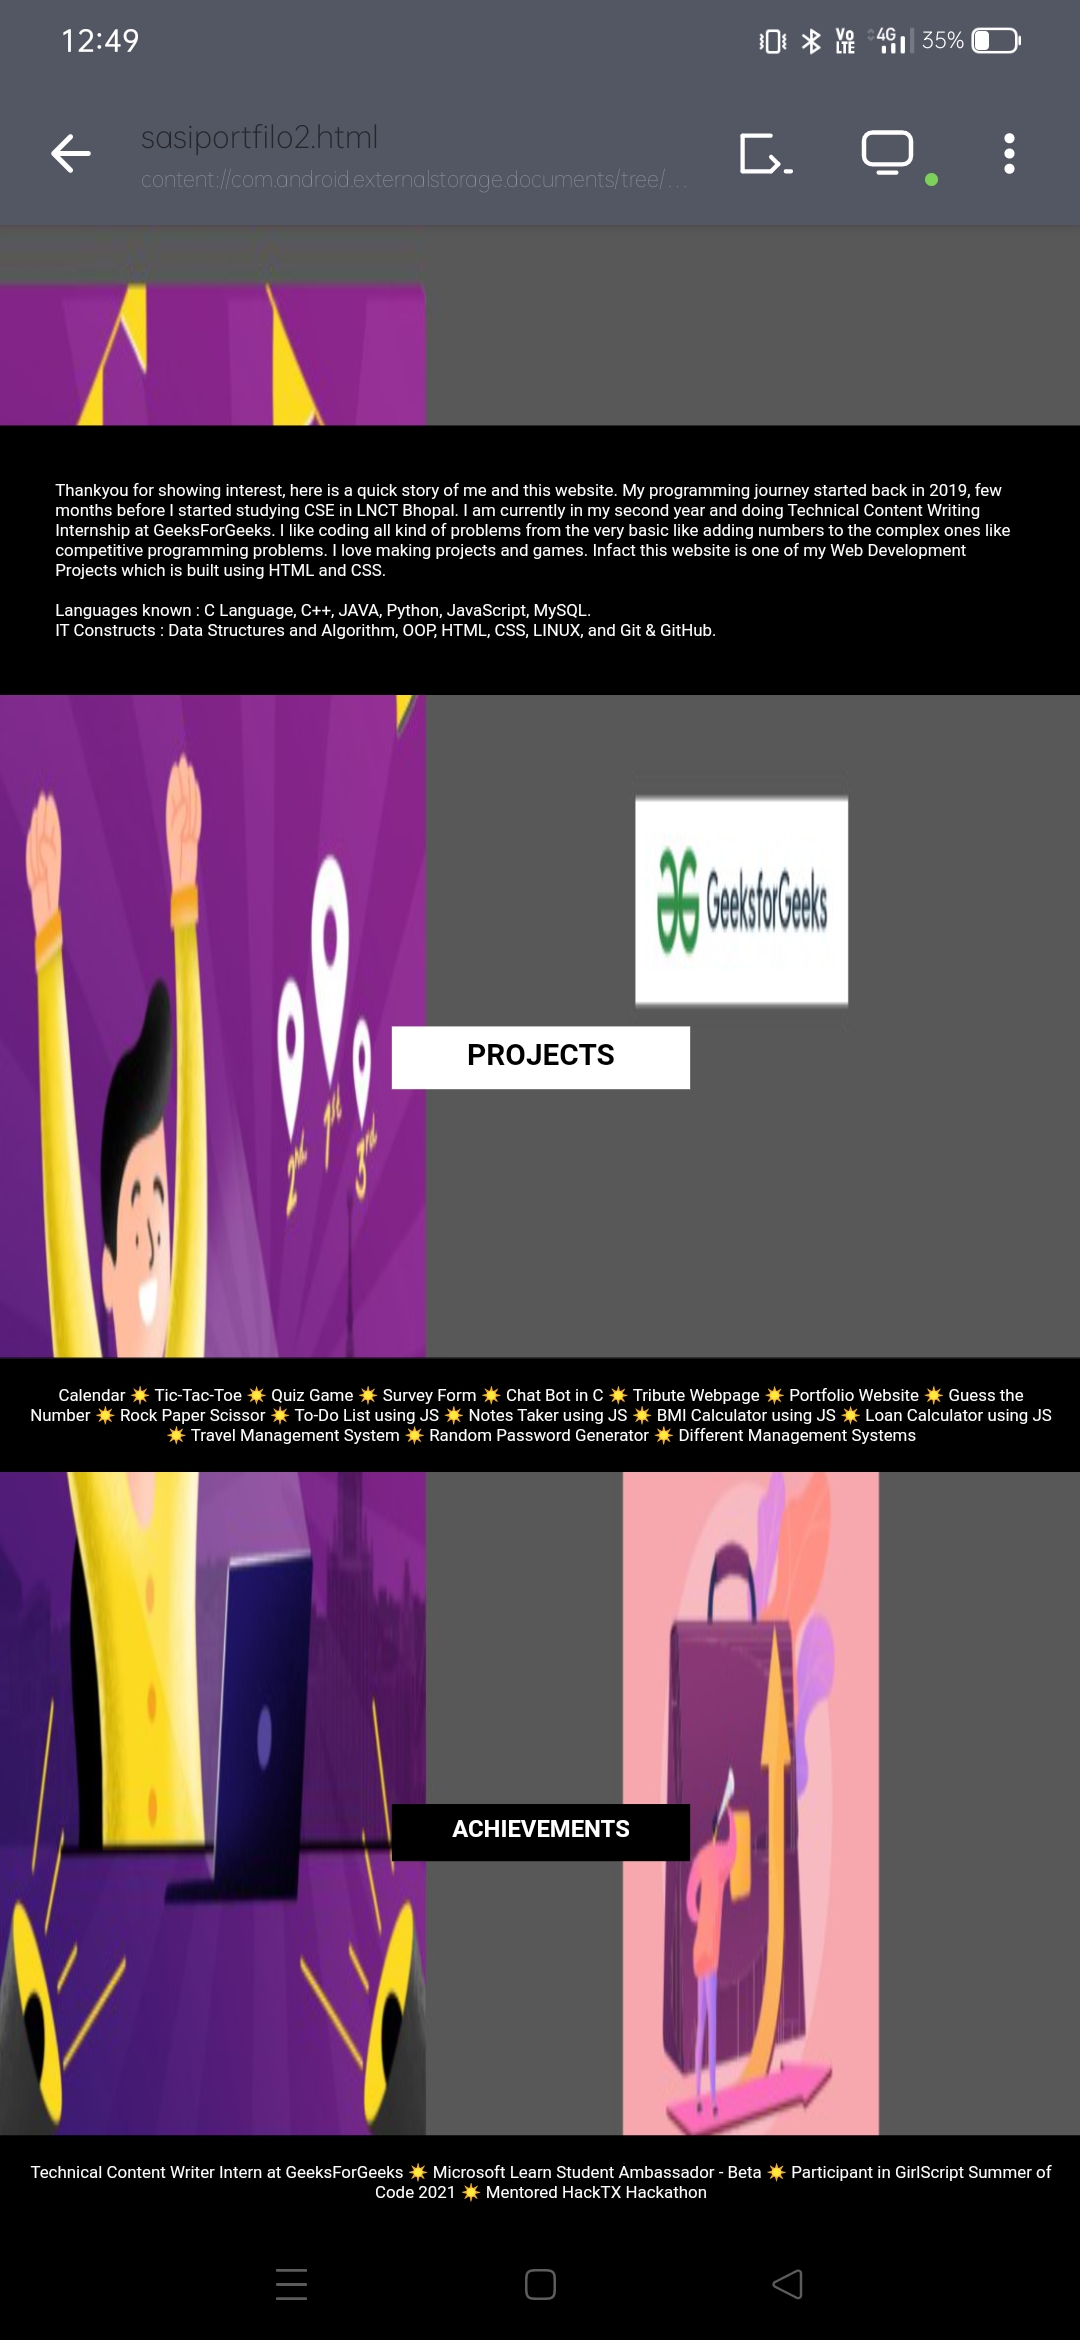 12:49
Vo
LTE
4G
35%
sasiportfilo2.html
content://com.android.externalstorage.documents/tree/...
Thankyou for showing interest, here is a quick story of me and this website. My programming journey started back in 2019, few
months before I started studying CSE in LNCT Bhopal. I am currently in my second year and doing Technical Content Writing
Internship at GeeksForGeeks. I like coding all kind of problems from the very basic like adding numbers to the complex ones like
competitive programming problems. I love making projects and games. Infact this website is one of my Web Development
Projects which is built using HTML and CSS.
Languages known : C Language, C++, JAVA, Python, JavaScript, MySQL.
IT Constructs : Data Structures and Algorithm, OOP, HTML, CSS, LINUX, and Git & GitHub.
GeeksforGeeks
PROJECTS
2nd 1st 3rd
Calendar ✴ Tic-Tac-Toe ✴ Quiz Game ✴ Survey Form ✴ Chat Bot in C ✴ Tribute Webpage ✴ Portfolio Website ✴ Guess the
Number ✴ Rock Paper Scissor ✴ To-Do List using JS ✴ Notes Taker using JS ✴ BMI Calculator using JS ✴ Loan Calculator using JS
✴ Travel Management System ✴ Random Password Generator ✴ Different Management Systems
ACHIEVEMENTS
Technical Content Writer Intern at GeeksForGeeks ✴ Microsoft Learn Student Ambassador - Beta ✴ Participant in GirlScript Summer of
Code 2021 ✴ Mentored HackTX Hackathon